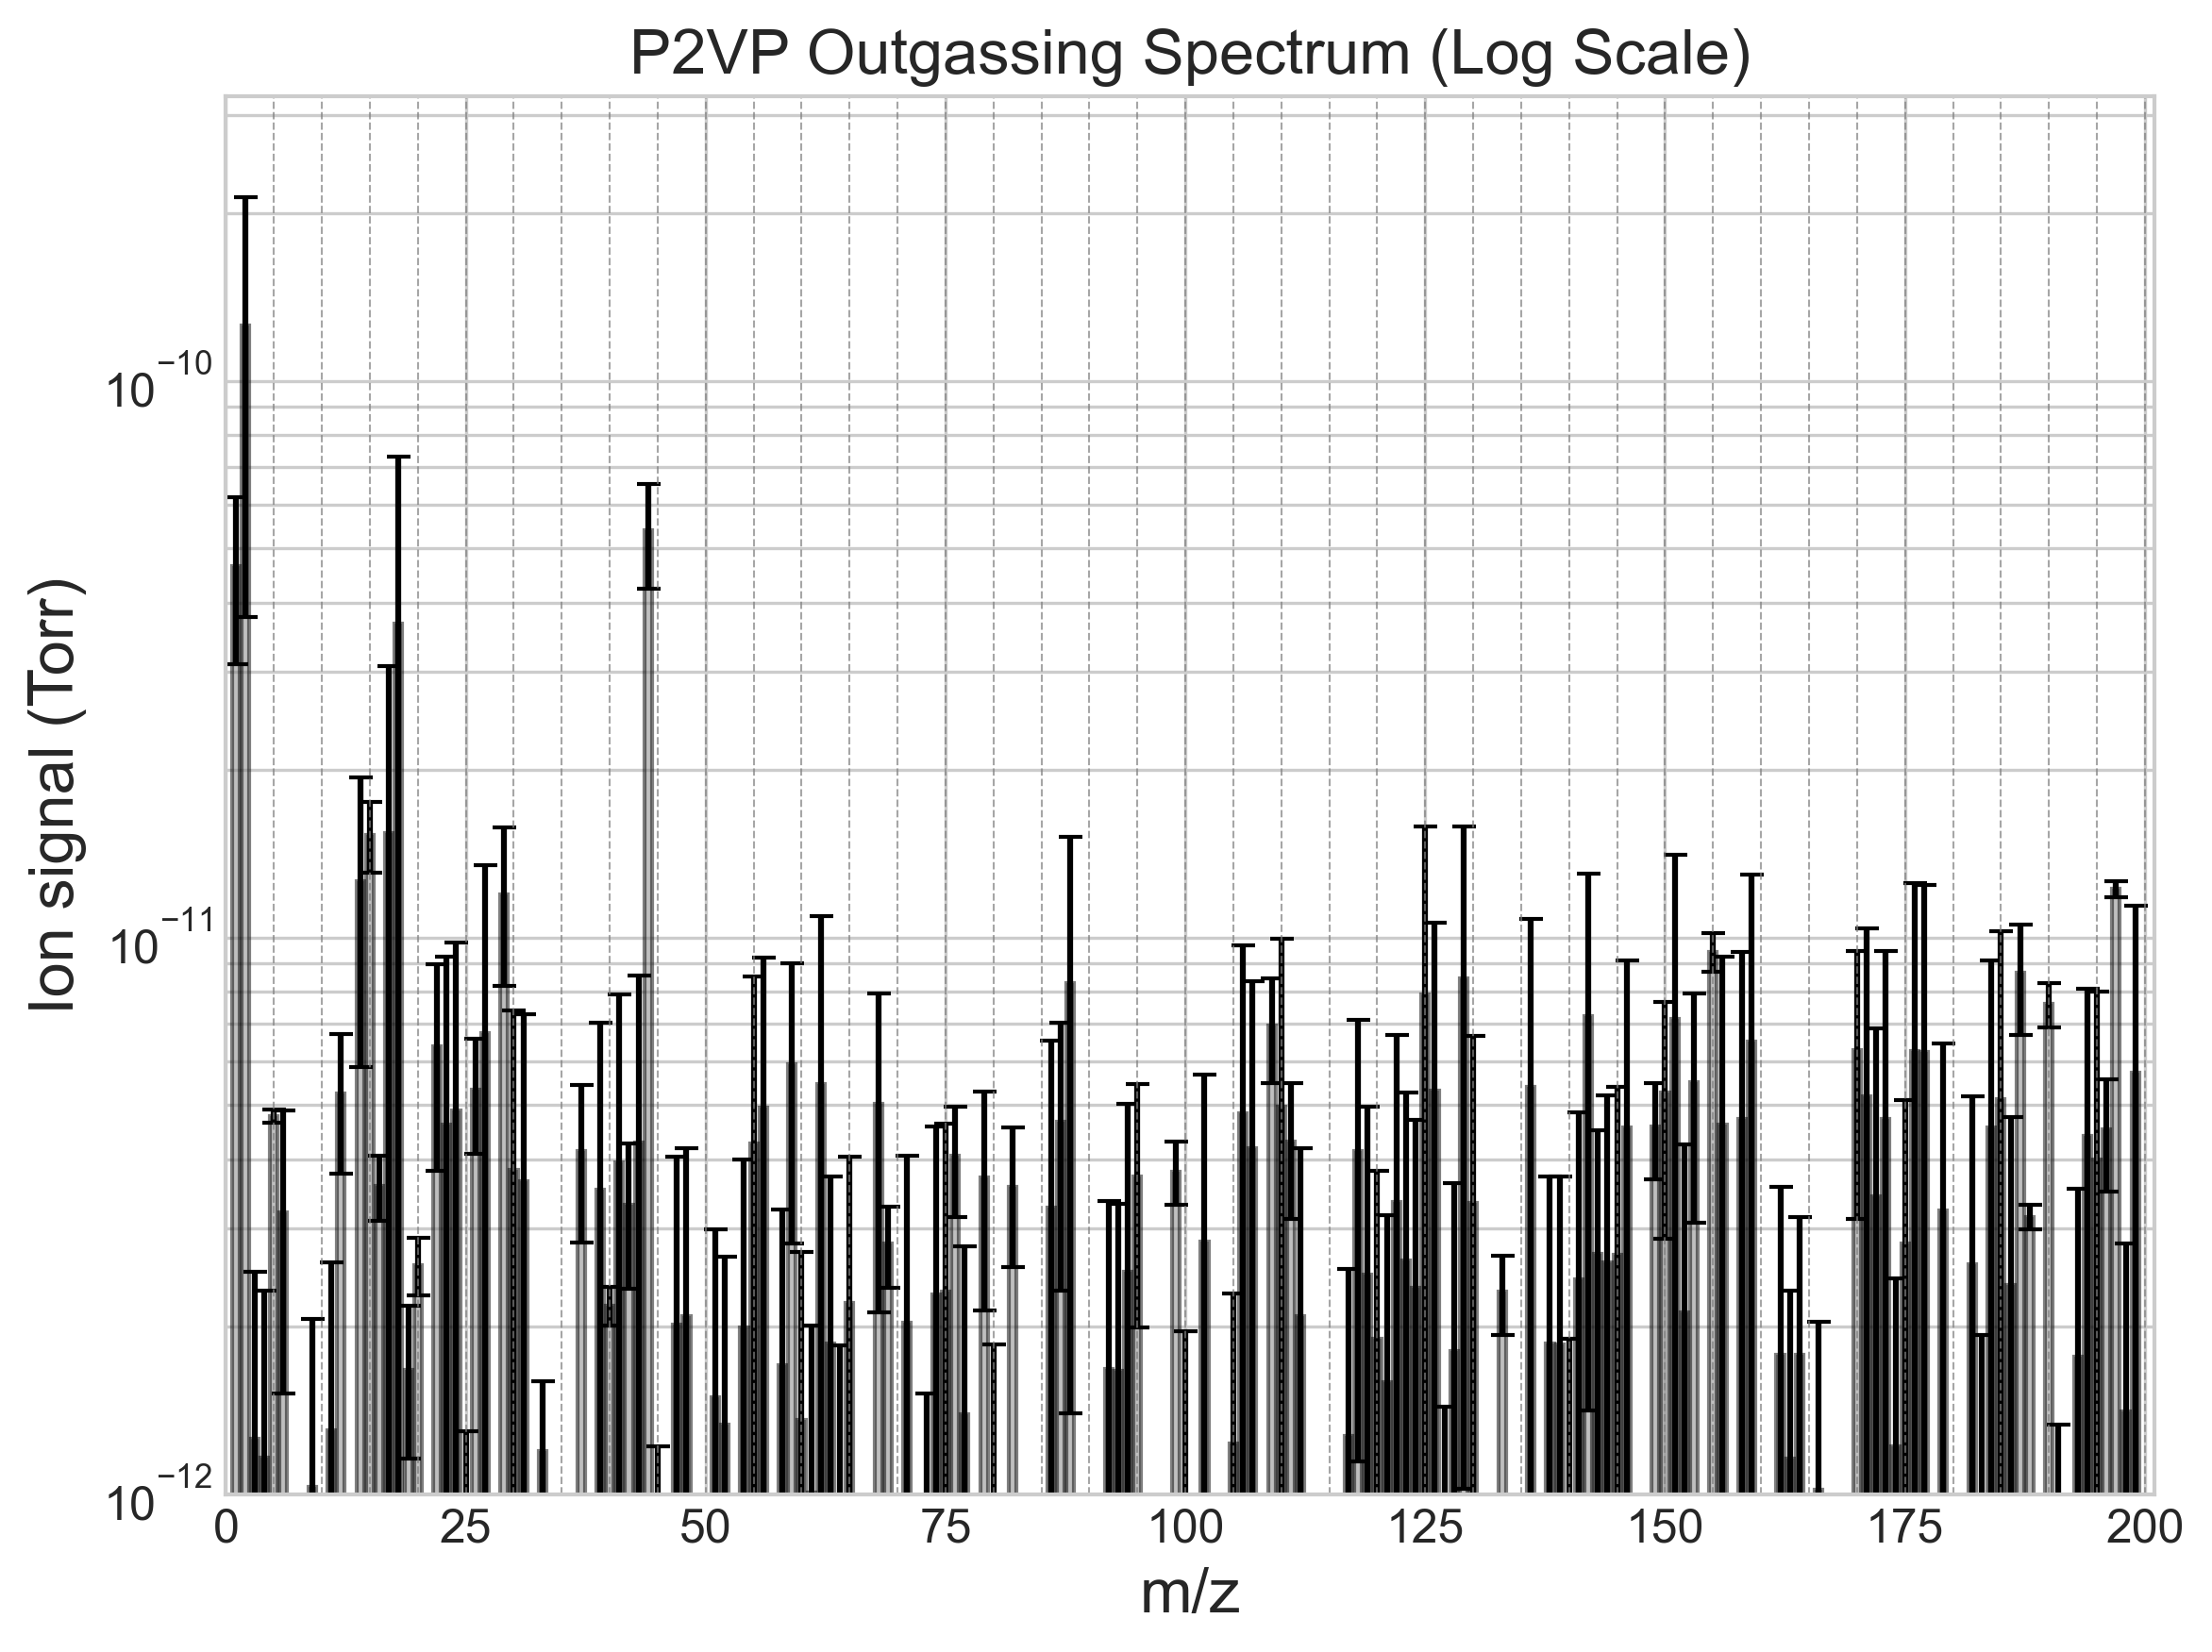 P2VP Outgassing Spectrum (Log Scale)
Ion signal (Torr)
10⁻¹⁰
10⁻¹¹
10⁻¹²
0 25 50 75 100 125 150 175 200
m/z